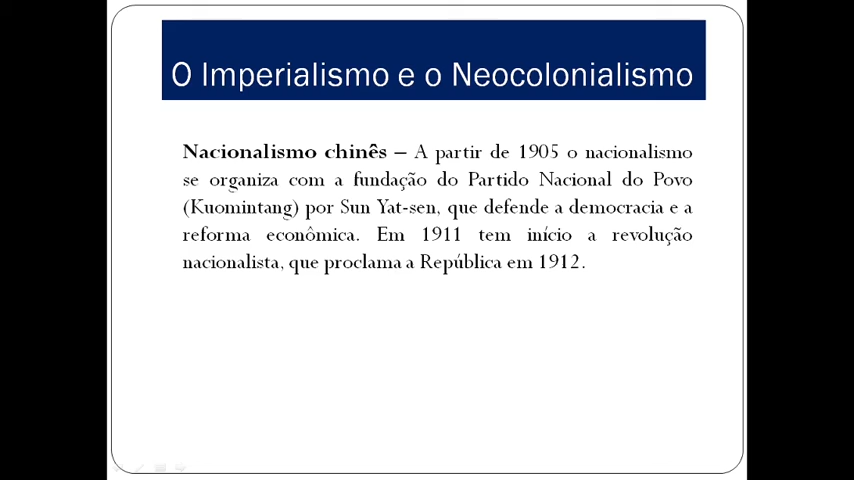 O Imperialismo e o Neocolonialismo
Nacionalismo chinês – A partir de 1905 o nacionalismo
se organiza com a fundação do Partido Nacional do Povo
(Kuomintang) por Sun Yat-sen, que defende a democracia e a
reforma econômica. Em 1911 tem início a revolução
nacionalista, que proclama a República em 1912.